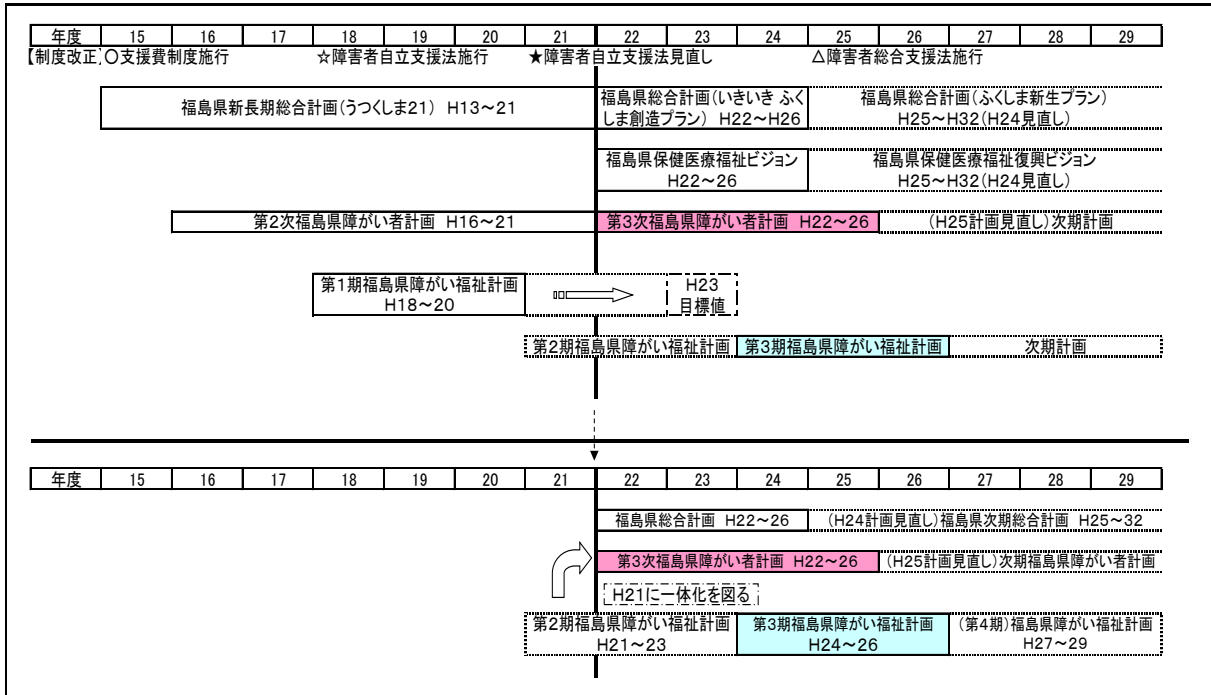 年度 15 16 17 18 19 20 21 22 23 24 25 26 27 28 29
【制度改正】〇支援費制度施行 ☆障害者自立支援法施行 ★障害者自立支援法見直し △障害者総合支援法施行
福島県新長期総合計画(うつくしま21) H13～21
福島県総合計画(いきいき ふく
しま創造プラン) H22～H26
福島県総合計画(ふくしま新生プラン)
H25～H32(H24見直し)
福島県保健医療福祉ビジョン
H22～26
福島県保健医療福祉復興ビジョン
H25～H32(H24見直し)
第2次福島県障がい者計画 H16～21 第3次福島県障がい者計画 H22～26 (H25計画見直し)次期計画
第1期福島県障がい福祉計画
H18～20
H23
目標値
第2期福島県障がい福祉計画 第3期福島県障がい福祉計画 次期計画
年度 15 16 17 18 19 20 21 22 23 24 25 26 27 28 29
福島県総合計画 H22～26 (H24計画見直し)福島県次期総合計画 H25～32
第3次福島県障がい者計画 H22～26 (H25計画見直し)次期福島県障がい者計画
H21に一体化を図る
第2期福島県障がい福祉計画
H21～23
第3期福島県障がい福祉計画
H24～26
(第4期)福島県障がい福祉計画
H27～29